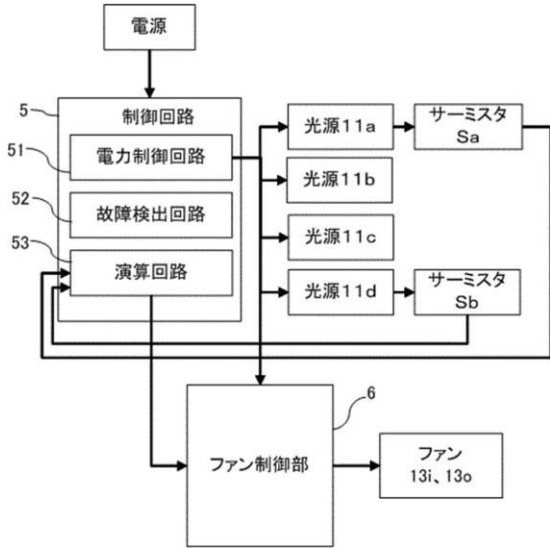 電源
5
制御回路
51
電力制御回路
52
故障検出回路
53
演算回路
光源11a
サーミスタ
Sa
光源11b
光源11c
光源11d
サーミスタ
Sb
6
ファン制御部
ファン
13i、13o